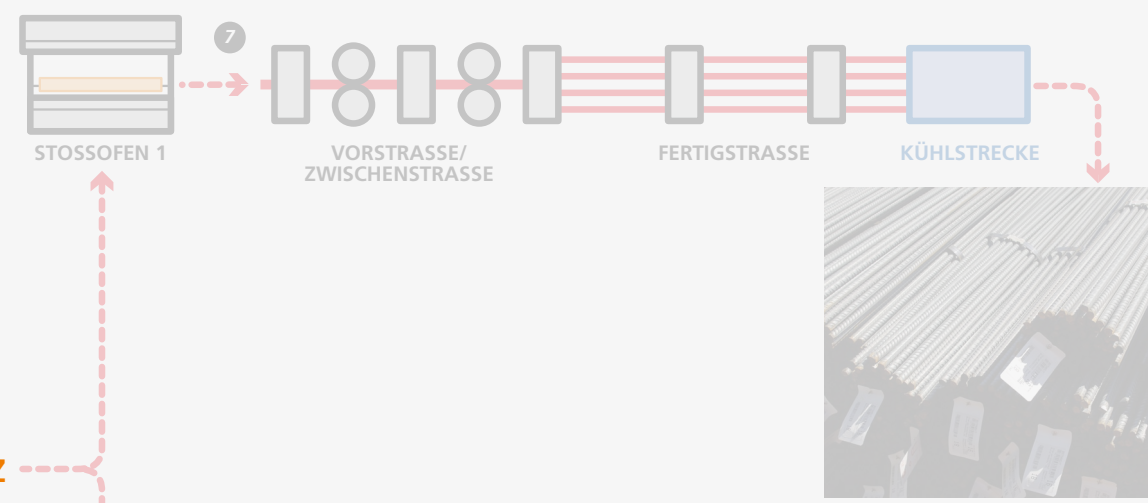 7
STOSSOFEN 1
VORSTRASSE/
ZWISCHENSTRASSE
FERTIGSTRASSE
KÜHLSTRECKE
Z